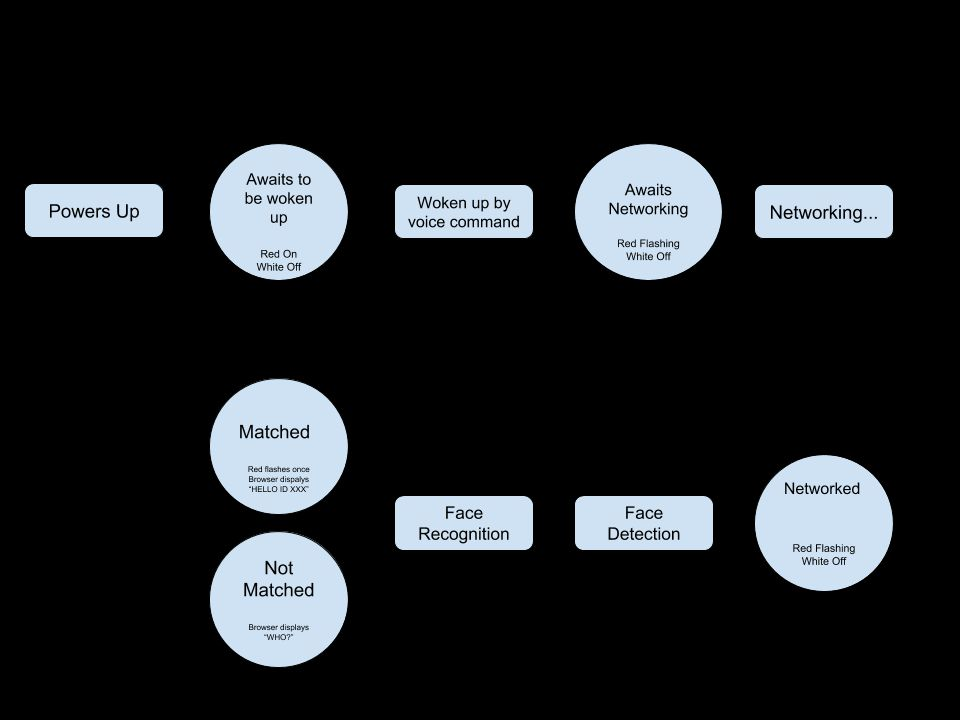 Powers Up
Awaits to
be woken
up
Red On
White Off
Woken up by
voice command
Awaits
Networking
Red Flashing
White Off
Networking...
Matched
Red flashes once
Browser dispalys
“HELLO ID XXX”
Not
Matched
Browser displays
“WHO?”
Face
Recognition
Face
Detection
Networked
Red Flashing
White Off